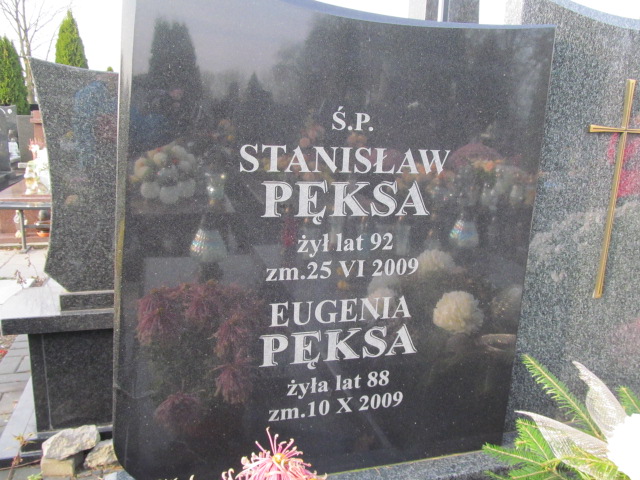 Ś.P.
STANISŁAW
PĘKSA
żył lat 92
zm.25 VI 2009
EUGENIA
PĘKSA
żyła lat 88
zm.10 X 2009